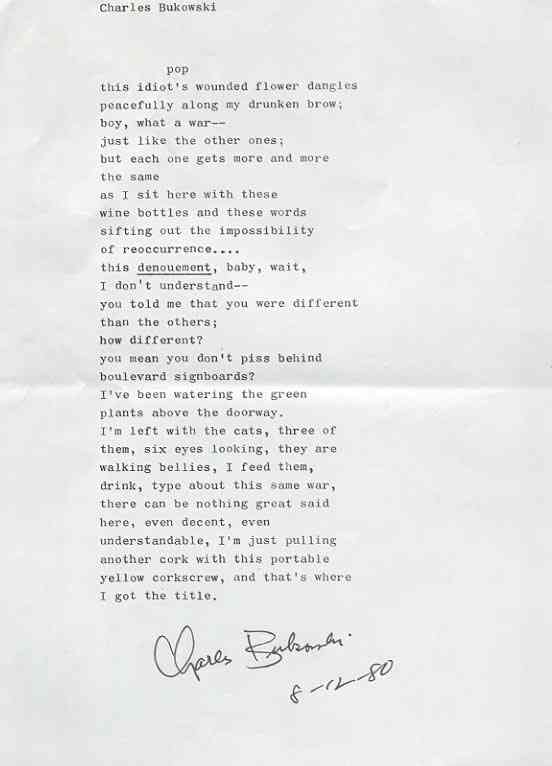 Charles Bukowski
pop
this idiot's wounded flower dangles
peacefully along my drunken brow;
boy, what a war--
just like the other ones;
but each one gets more and more
the same
as I sit here with these
wine bottles and these words
sifting out the impossibility
of reoccurrence....
this denouement, baby, wait,
I don't understand--
you told me that you were different
than the others;
how different?
you mean you don't piss behind
boulevard signboards?
I've been watering the green
plants above the doorway.
I'm left with the cats, three of
them, six eyes looking, they are
walking bellies, I feed them,
drink, type about this same war,
there can be nothing great said
here, even decent, even
understandable, I'm just pulling
another cork with this portable
yellow corkscrew, and that's where
I got the title.
Charles Bukowski
8-12-80